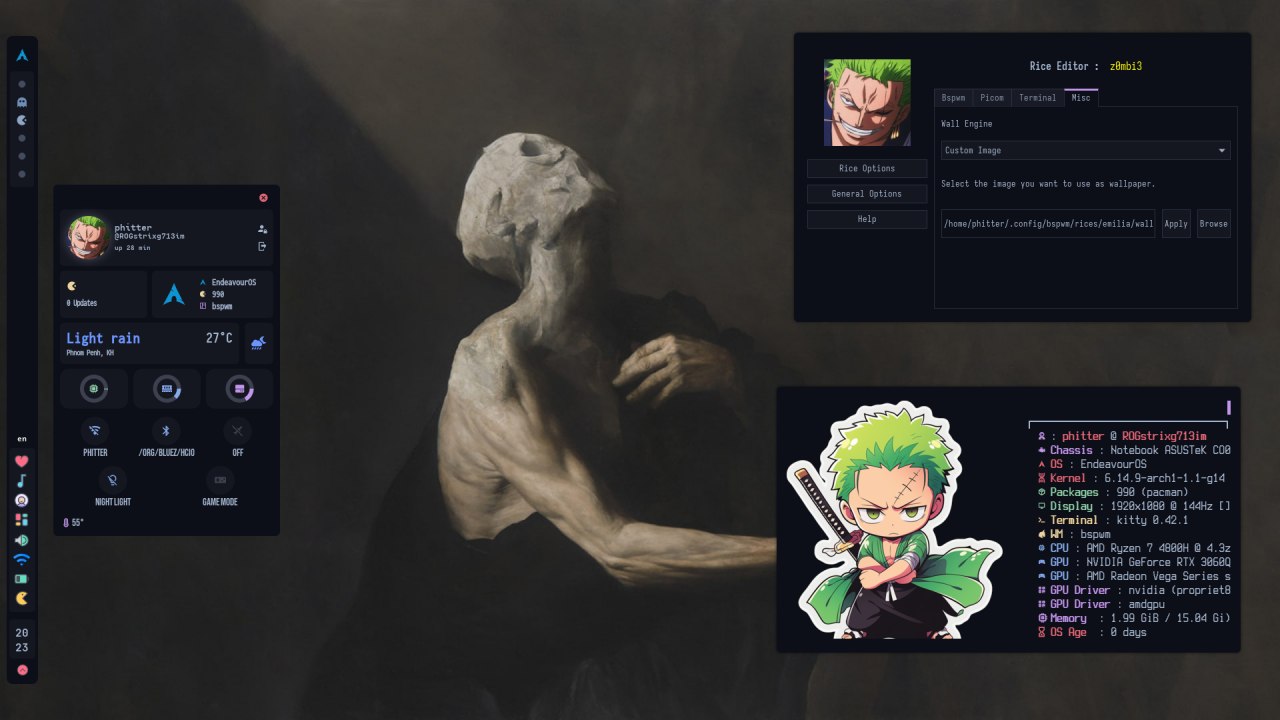 en
20
23
phitter
@ROGstrixg713im
up 28 min
0 Updates
EndeavourOS
990
bspwm
Light rain
27°C
Phnom Penh, KH
PHITTER
/ORG/BLUEZ/HCI0
OFF
NIGHT LIGHT
GAME MODE
55°
Rice Editor : z0mbi3
Bspwm
Picom
Terminal
Misc
Wall Engine
Custom Image
Select the image you want to use as wallpaper.
/home/phitter/.config/bspwm/rices/emilia/wall
Apply
Browse
Rice Options
General Options
Help
: phitter @ ROGstrixg713im
Chassis : Notebook ASUSTeK CO0
OS : EndeavourOS
Kernel : 6.14.9-arch1-1.1-g14
Packages : 990 (pacman)
Display : 1920x1080 @ 144Hz []
Terminal : kitty 0.42.1
WM : bspwm
CPU : AMD Ryzen 7 4800H @ 4.3z
GPU : NVIDIA GeForce RTX 3060Q
GPU : AMD Radeon Vega Series s
GPU Driver : nvidia (propriet8
GPU Driver : amdgpu
Memory : 1.99 GiB / 15.04 Gi)
OS Age : 0 days